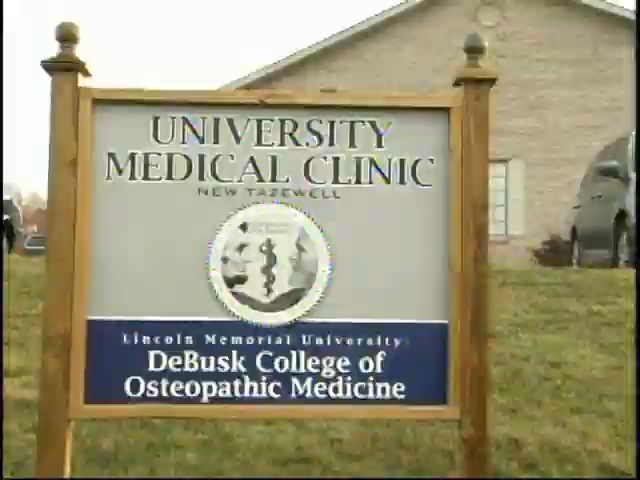 UNIVERSITY
MEDICAL CLINIC
NEW TAZEWELL
Lincoln Memorial University
DeBusk College of
Osteopathic Medicine